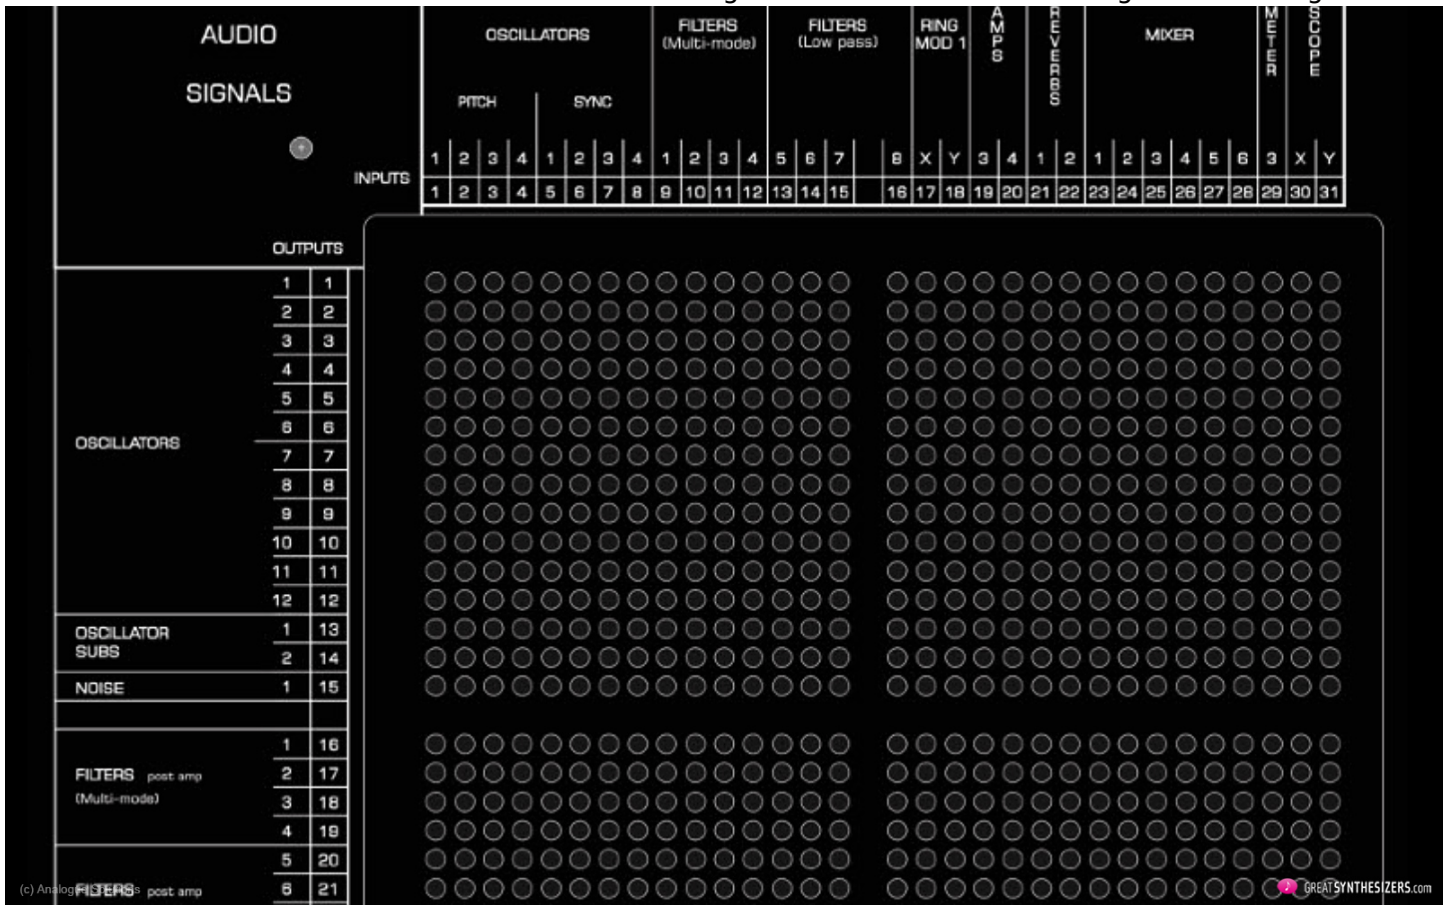 AUDIO
SIGNALS
OSCILLATORS
FILTERS
(Multi-mode)
FILTERS
(Low pass)
RING
MOD 1
AMPS
REVERBS
MIXER
METER
SCOPE
PITCH
SYNC
INPUTS
1 2 3 4 1 2 3 4 1 2 3 4 5 6 7 8 X Y 3 4 1 2 1 2 3 4 5 6 3 X Y
1 2 3 4 5 6 7 8 9 10 11 12 13 14 15 16 17 18 19 20 21 22 23 24 25 26 27 28 29 30 31
OUTPUTS
OSCILLATORS
1 1
2 2
3 3
4 4
5 5
6 6
7 7
8 8
9 9
10 10
11 11
12 12
OSCILLATOR
SUBS
1 13
2 14
NOISE 1 15
FILTERS post amp
(Multi-mode)
1 16
2 17
3 18
4 19
5 20
FILTERS post amp 6 21
GREATSYNTHESIZERS.com